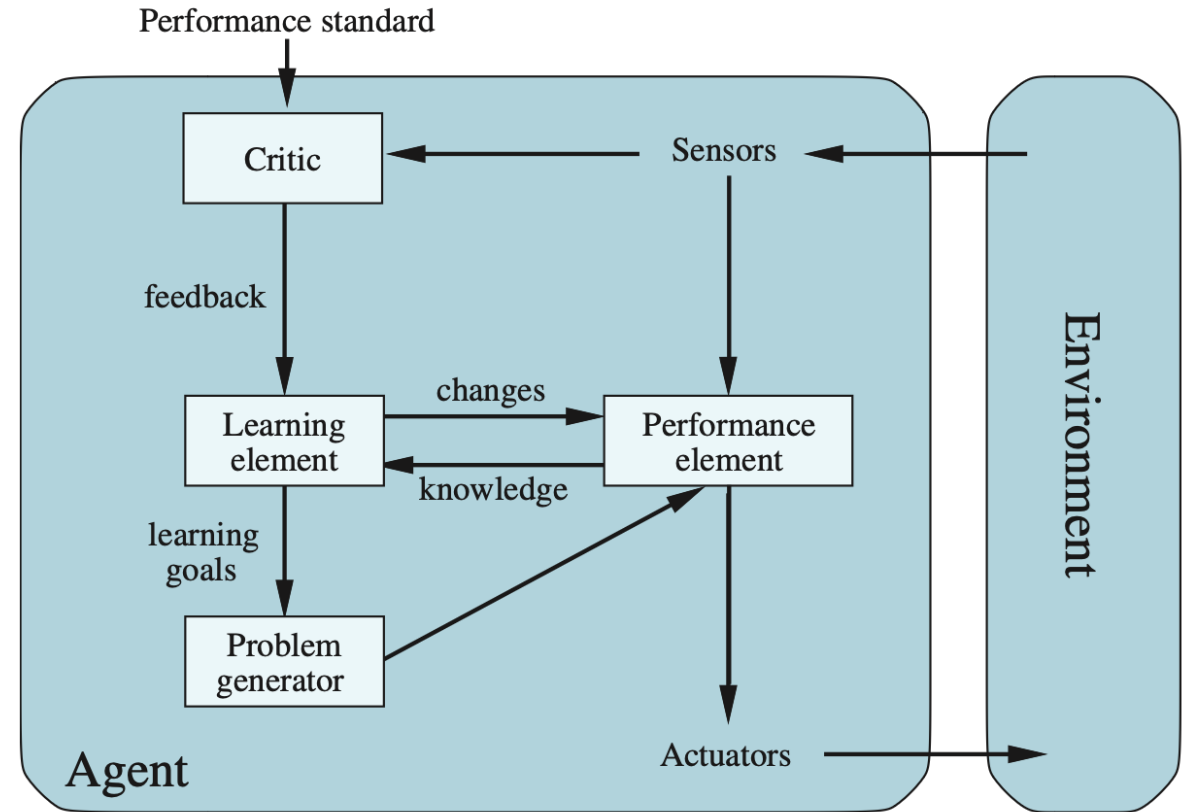 Performance standard
Critic
Sensors
feedback
changes
Learning
element
Performance
element
knowledge
learning
goals
Problem
generator
Actuators
Agent
Environment